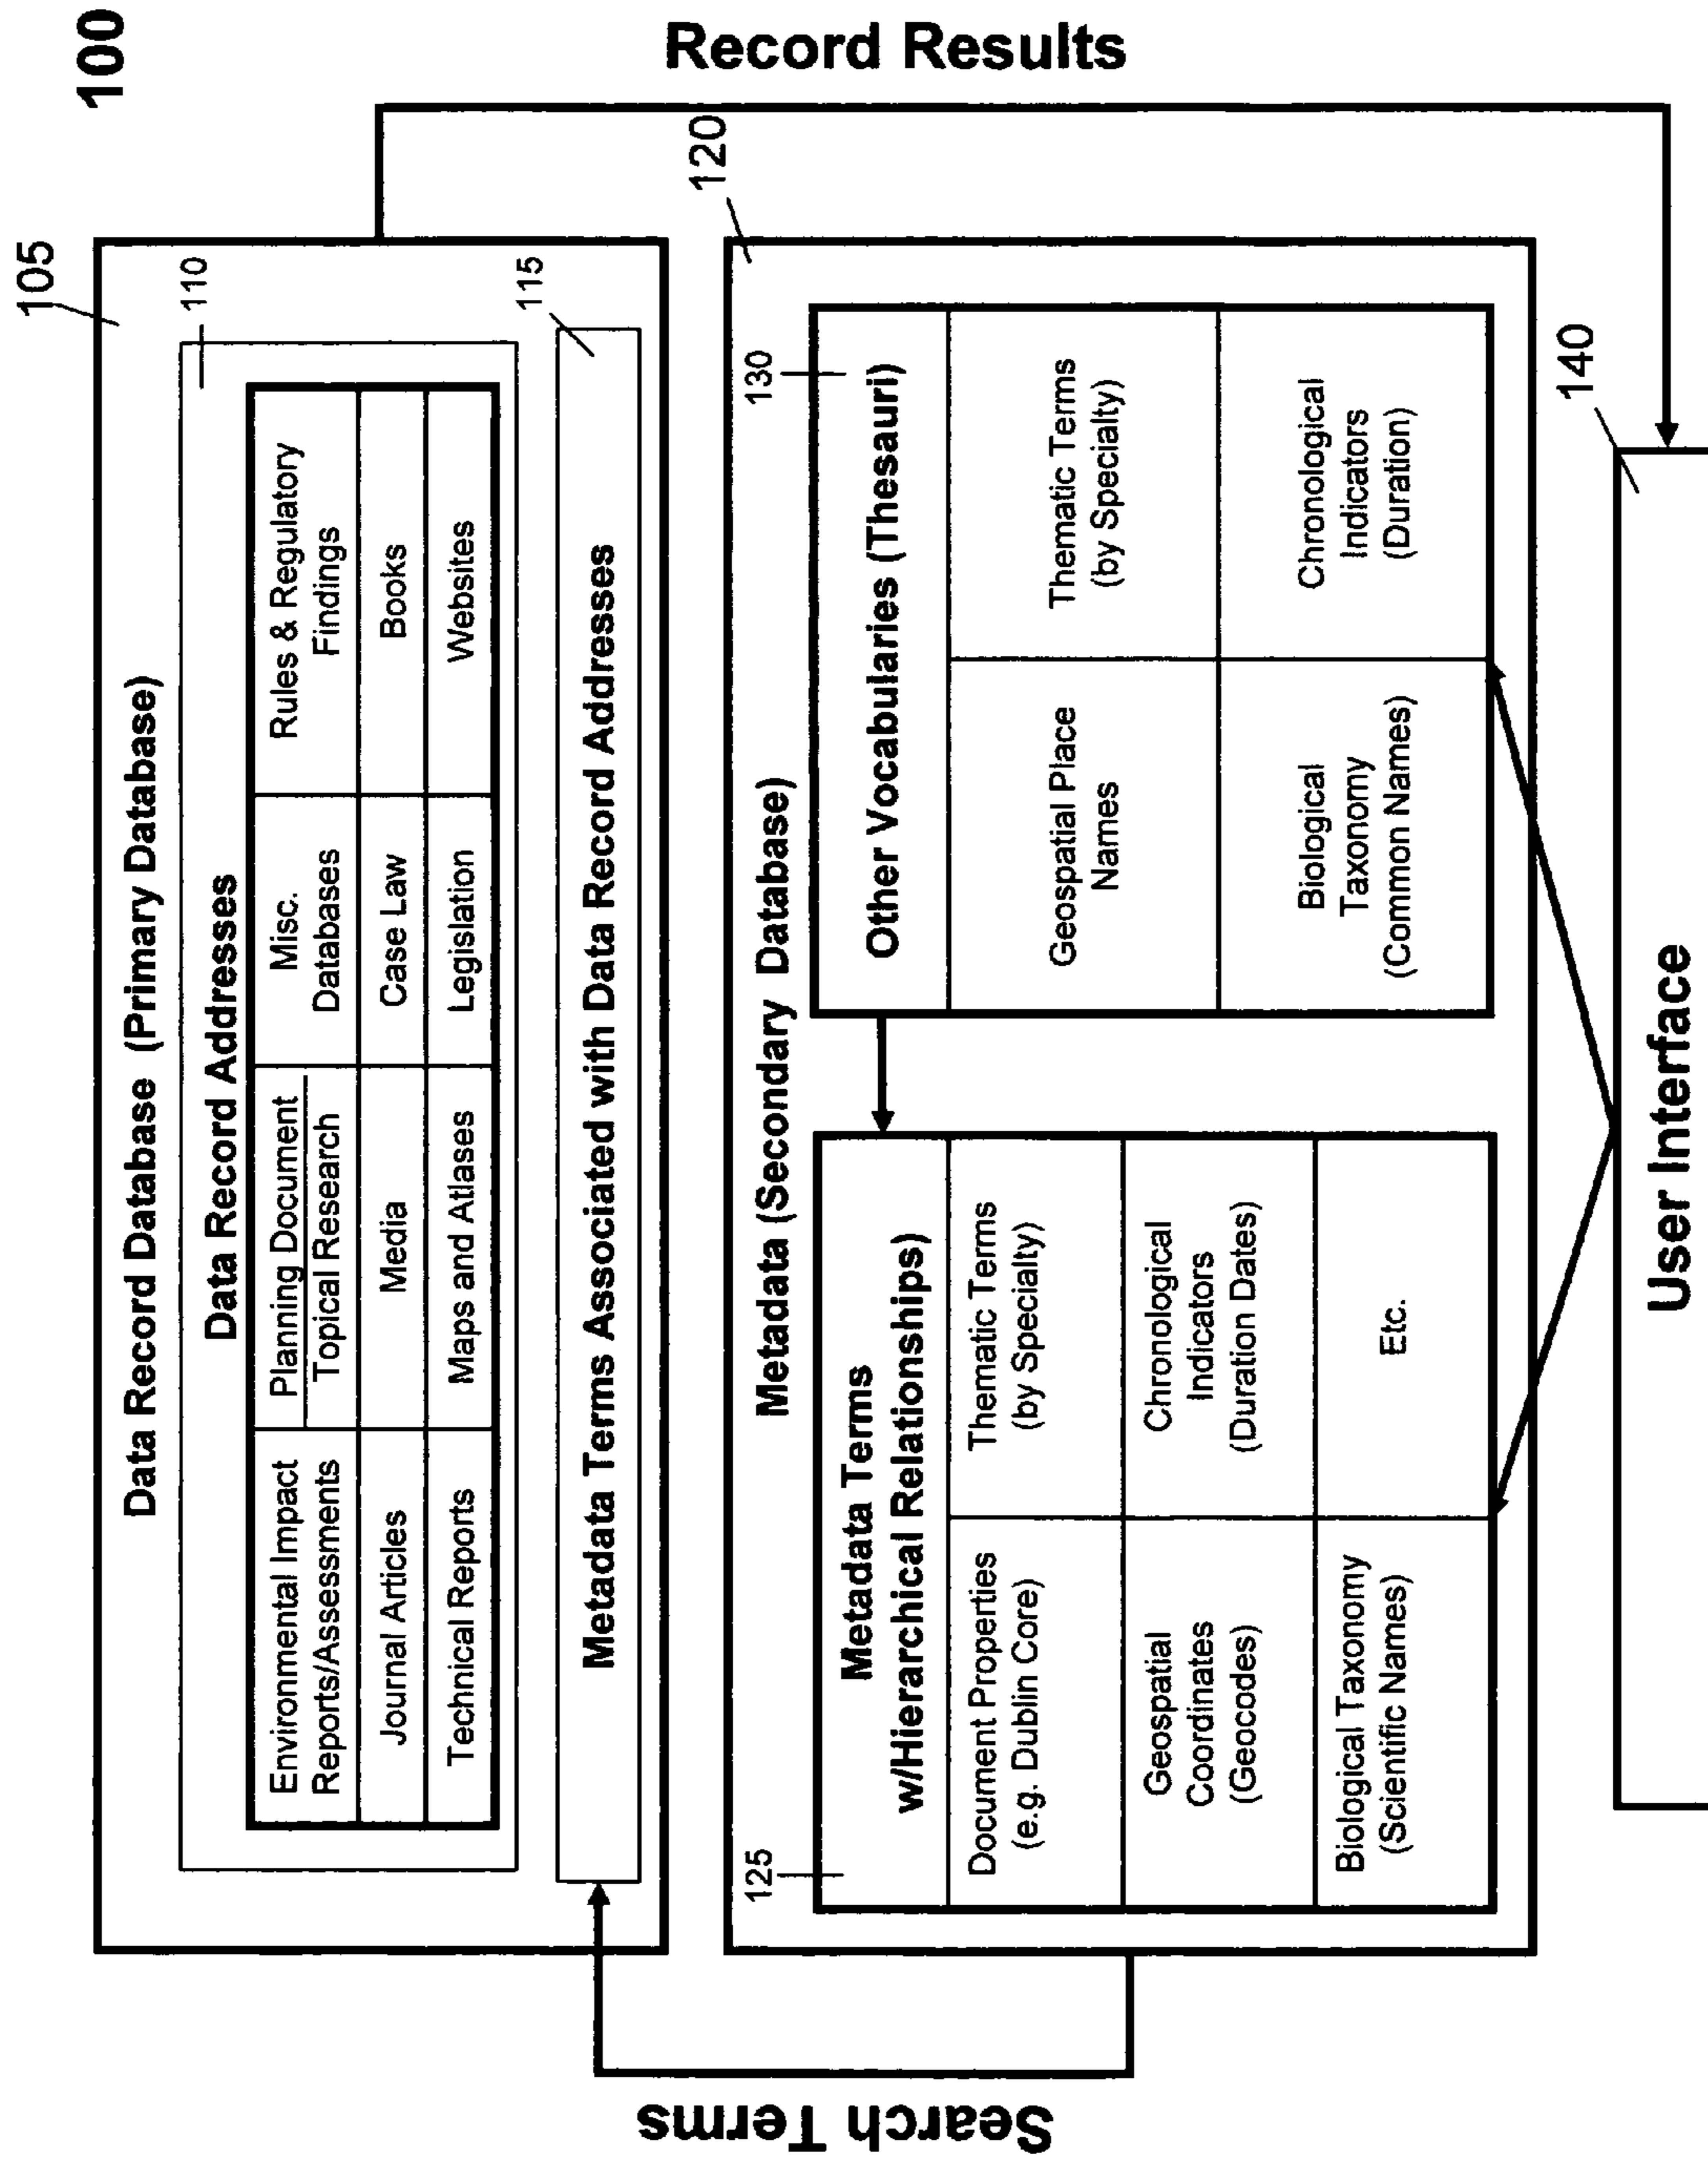 100
105
Data Record Database (Primary Database)
110
Data Record Addresses
Environmental Impact
Reports/Assessments
Planning Document
Topical Research
Misc.
Databases
Rules & Regulatory
Findings
Journal Articles
Media
Case Law
Books
Technical Reports
Maps and Atlases
Legislation
Websites
115
Metadata Terms Associated with Data Record Addresses
Search Terms
Record Results
120
Metadata (Secondary Database)
125
Metadata Terms
w/Hierarchical Relationships)
Document Properties
(e.g. Dublin Core)
Thematic Terms
(by Specialty)
Geospatial
Coordinates
(Geocodes)
Chronological
Indicators
(Duration Dates)
Biological Taxonomy
(Scientific Names)
Etc.
130
Other Vocabularies (Thesauri)
Geospatial Place
Names
Thematic Terms
(by Specialty)
Biological
Taxonomy
(Common Names)
Chronological
Indicators
(Duration)
140
User Interface